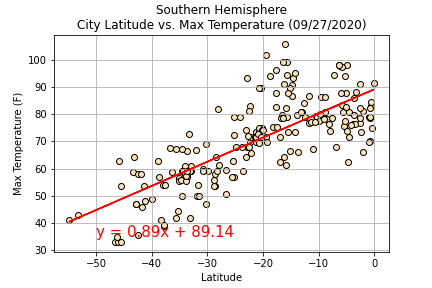 Southern Hemisphere
City Latitude vs. Max Temperature (09/27/2020)
Max Temperature (F)
100
90
80
70
60
50
40
30
y = 0.89x + 89.14
−50
−40
−30
−20
−10
0
Latitude